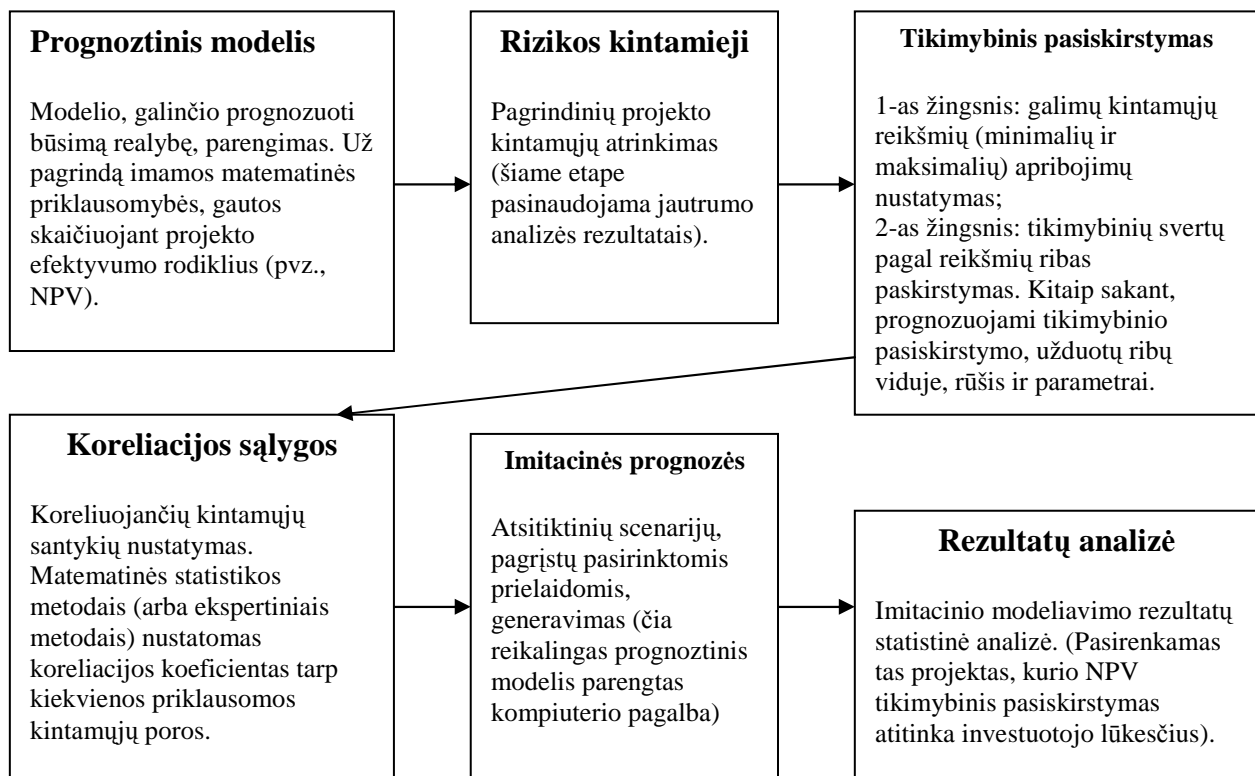 Prognoztinis modelis
Modelio, galinčio prognozuoti
būsimą realybę, parengimas. Už
pagrindą imamos matematinės
priklausomybės, gautos
skaičiuojant projekto
efektyvumo rodiklius (pvz.,
NPV).
Rizikos kintamieji
Pagrindinių projekto
kintamųjų atrinkimas
(šiame etape
pasinaudojama jautrumo
analizės rezultatais).
Tikimybinis pasiskirstymas
1-as žingsnis: galimų kintamųjų
reikšmių (minimalių ir
maksimalių) apribojimų
nustatymas;
2-as žingsnis: tikimybinių svertų
pagal reikšmių ribas
paskirstymas. Kitaip sakant,
prognozuojami tikimybinio
pasiskirstymo, užduotų ribų
viduje, rūšis ir parametrai.
Koreliacijos sąlygos
Koreliuojančių kintamųjų
santykių nustatymas.
Matematinės statistikos
metodais (arba ekspertiniais
metodais) nustatomas
koreliacijos koeficientas tarp
kiekvienos priklausomos
kintamųjų poros.
Imitacinės prognozės
Atsitiktinių scenarijų,
pagrįstų pasirinktomis
prielaidomis,
generavimas (čia
reikalingas prognoztinis
modelis parengtas
kompiuterio pagalba)
Rezultatų analizė
Imitacinio modeliavimo rezultatų
statistinė analizė. (Pasirenkamas
tas projektas, kurio NPV
tikimybinis pasiskirstymas
atitinka investuotojo lūkesčius).